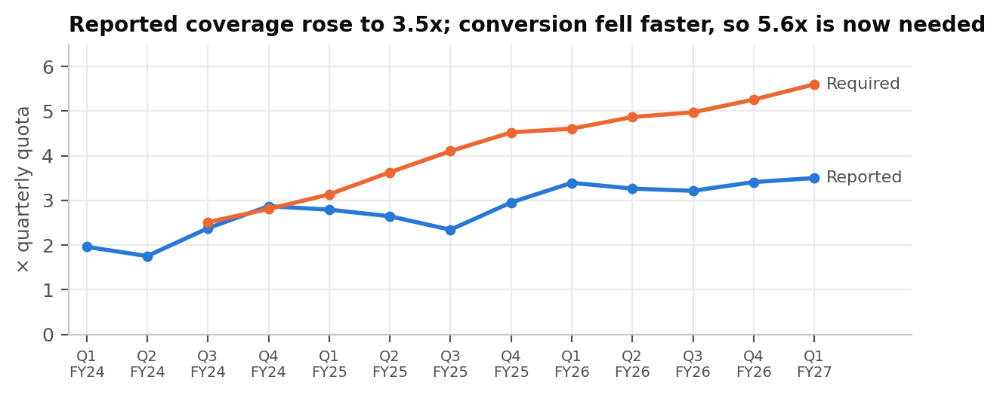 Reported coverage rose to 3.5x; conversion fell faster, so 5.6x is now needed
× quarterly quota
6
5
4
3
2
1
0
Required
Reported
Q1 Q2 Q3 Q4 Q1 Q2 Q3 Q4 Q1 Q2 Q3 Q4 Q1
FY24 FY24 FY24 FY24 FY25 FY25 FY25 FY25 FY26 FY26 FY26 FY26 FY27